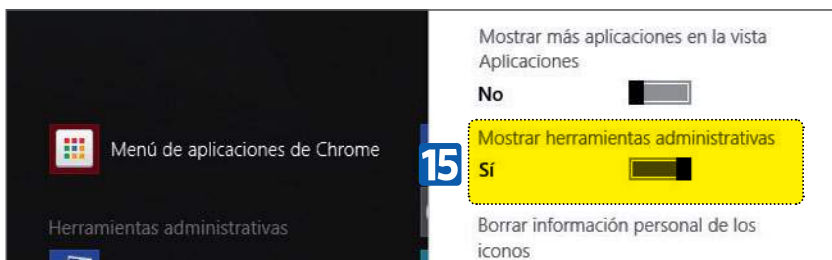 Menú de aplicaciones de Chrome
Herramientas administrativas
15
Mostrar más aplicaciones en la vista
Aplicaciones
No
Mostrar herramientas administrativas
Sí
Borrar información personal de los
iconos